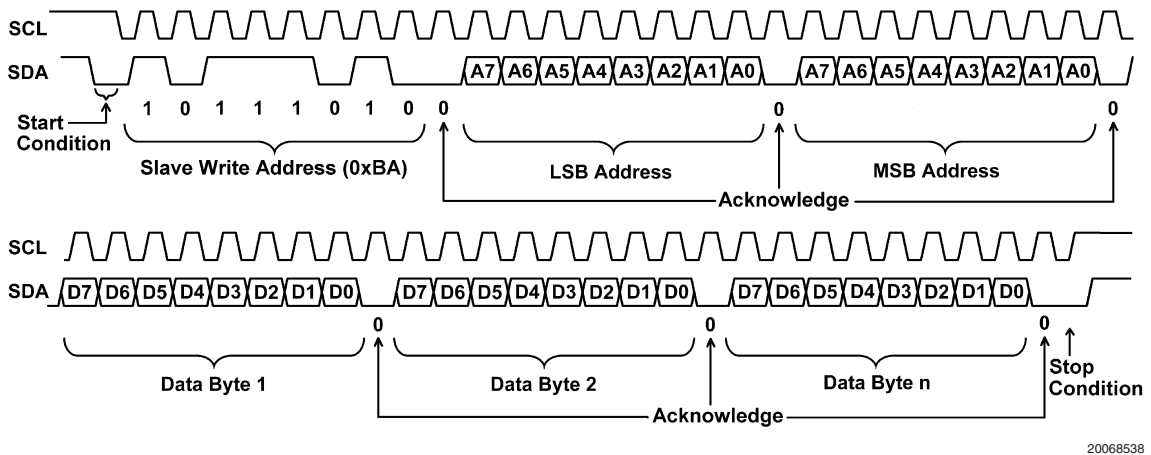 SCL
SDA A7 A6 A5 A4 A3 A2 A1 A0 A7 A6 A5 A4 A3 A2 A1 A0
1 0 1 1 1 0 1 0 0 0 0
Start
Condition
Slave Write Address (0xBA) LSB Address MSB Address
Acknowledge
SCL
SDA D7 D6 D5 D4 D3 D2 D1 D0 D7 D6 D5 D4 D3 D2 D1 D0 D7 D6 D5 D4 D3 D2 D1 D0
0 0 0
Data Byte 1 Data Byte 2 Data Byte n
Stop
Condition
Acknowledge
20068538